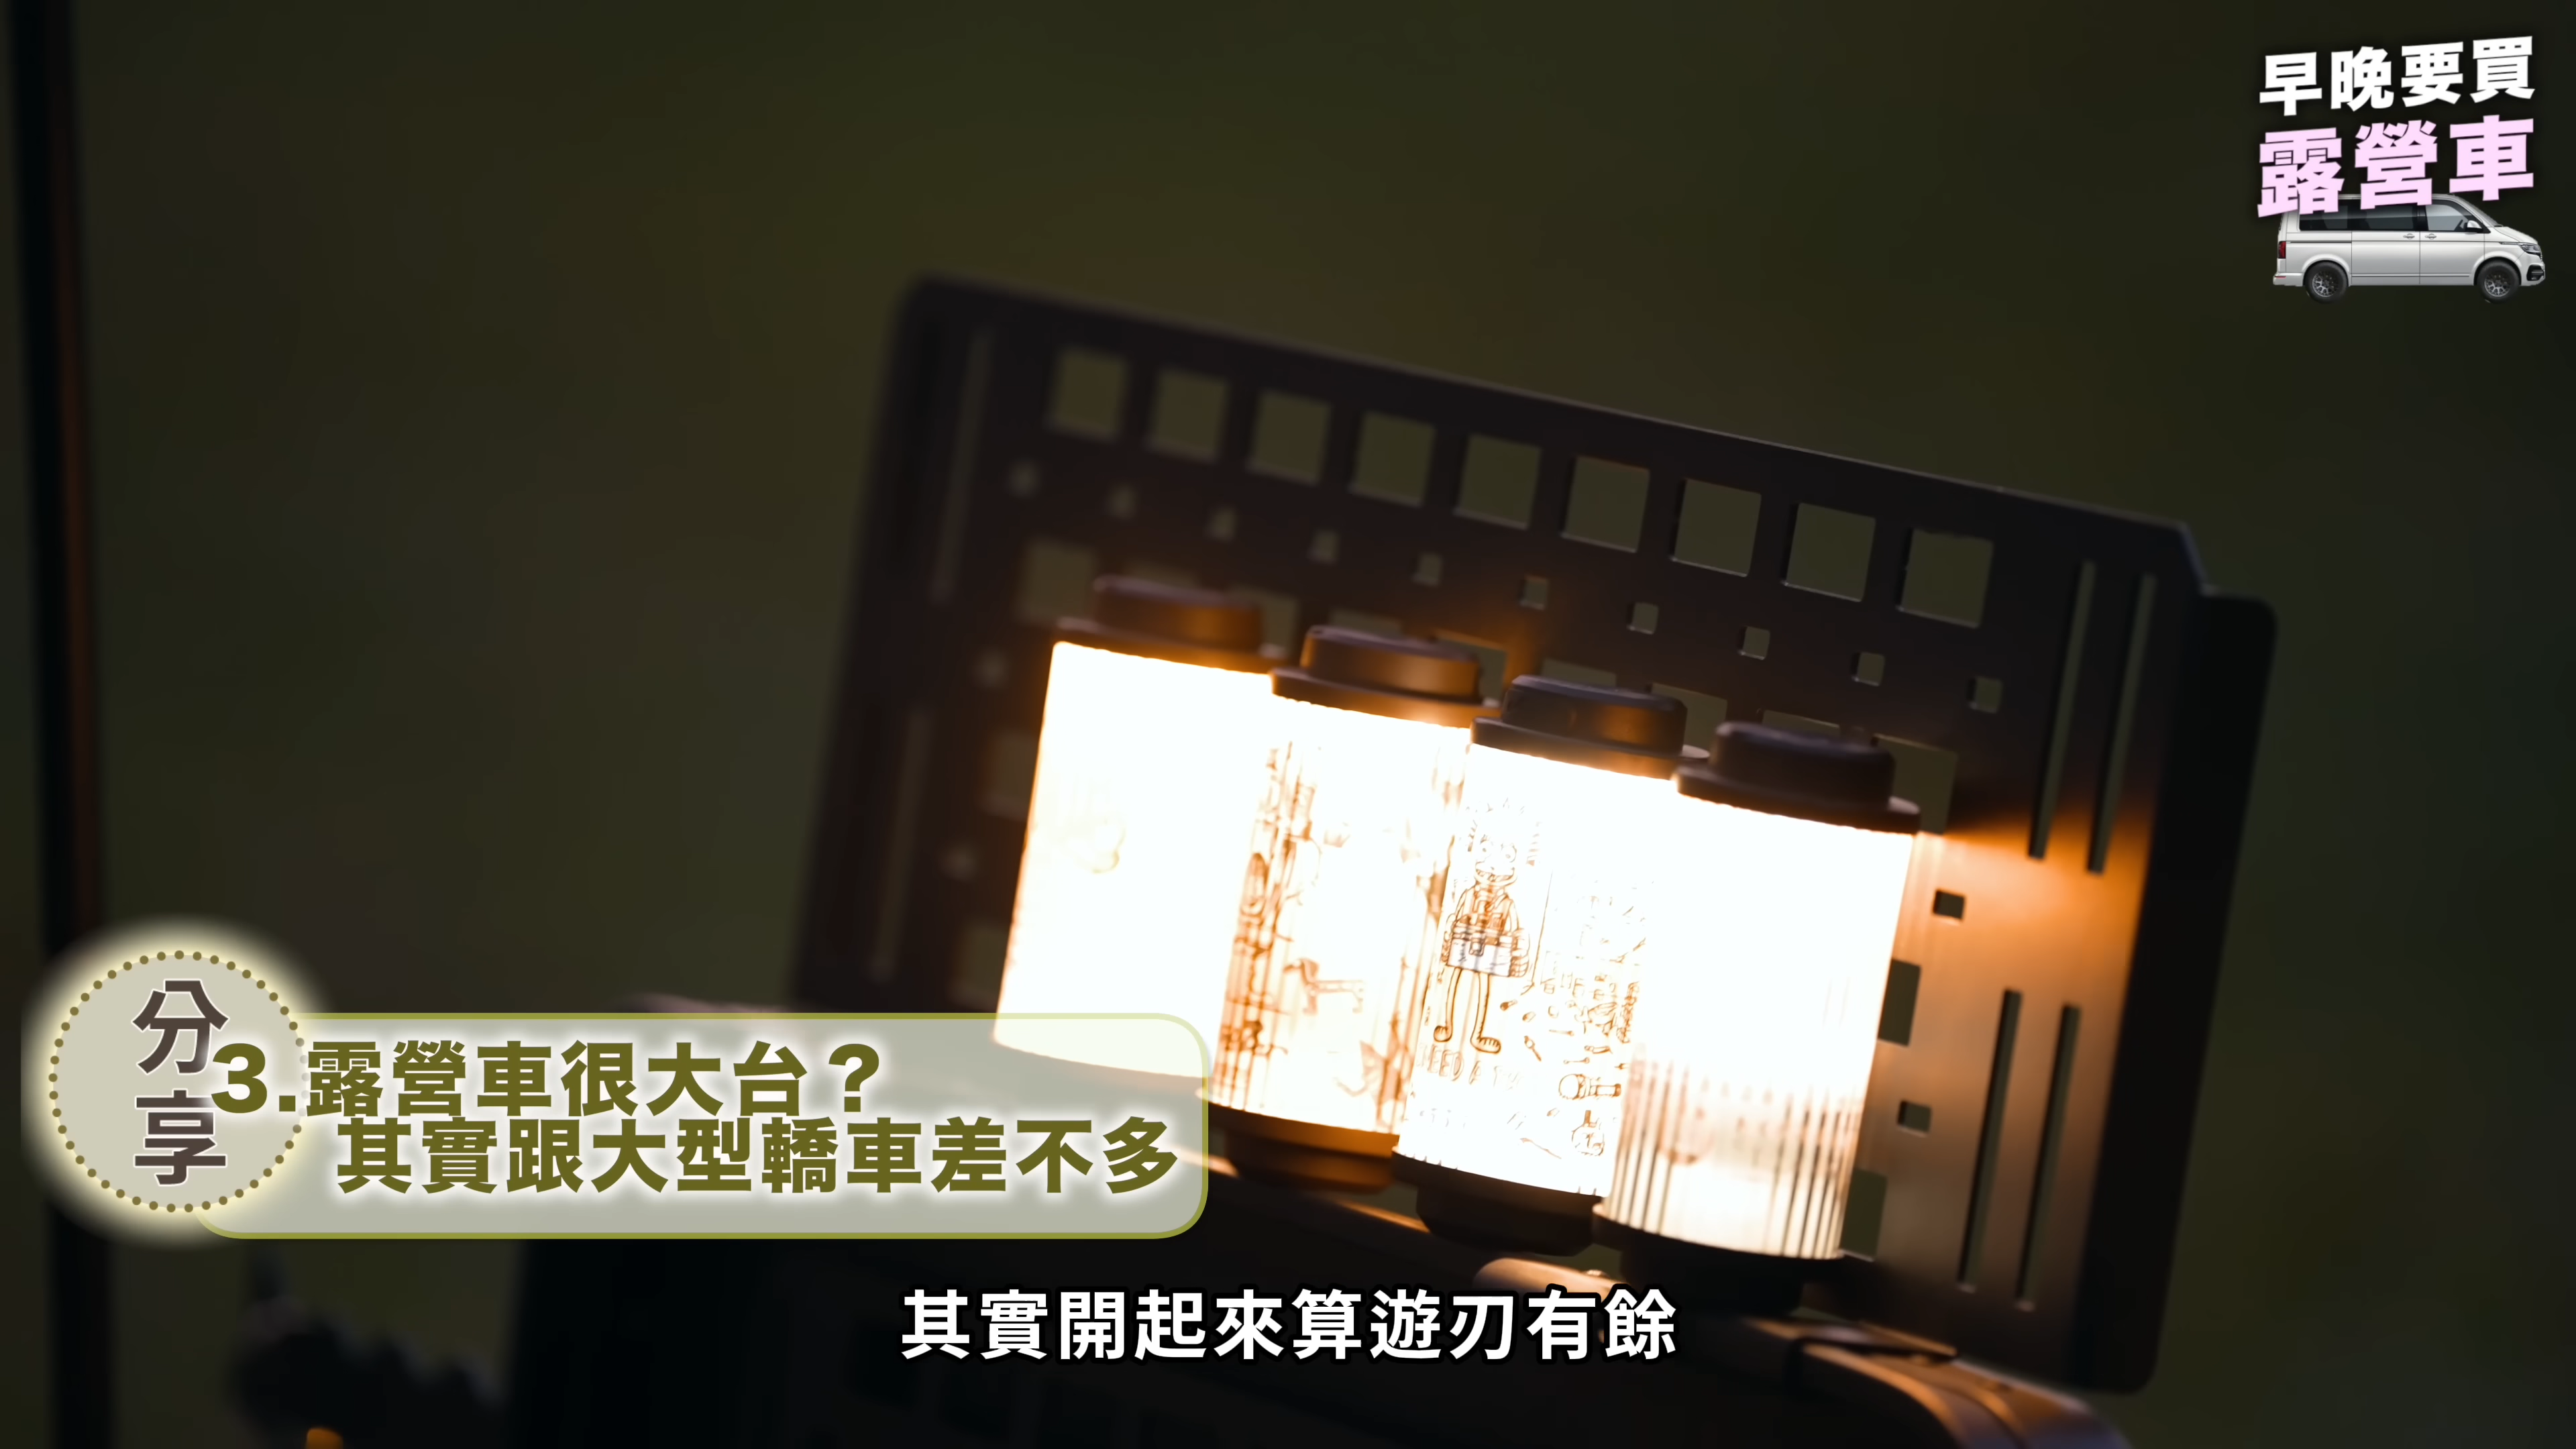 早晚要買
露營車
分享
3.露營車很大台？
其實跟大型轎車差不多
其實開起來算遊刃有餘